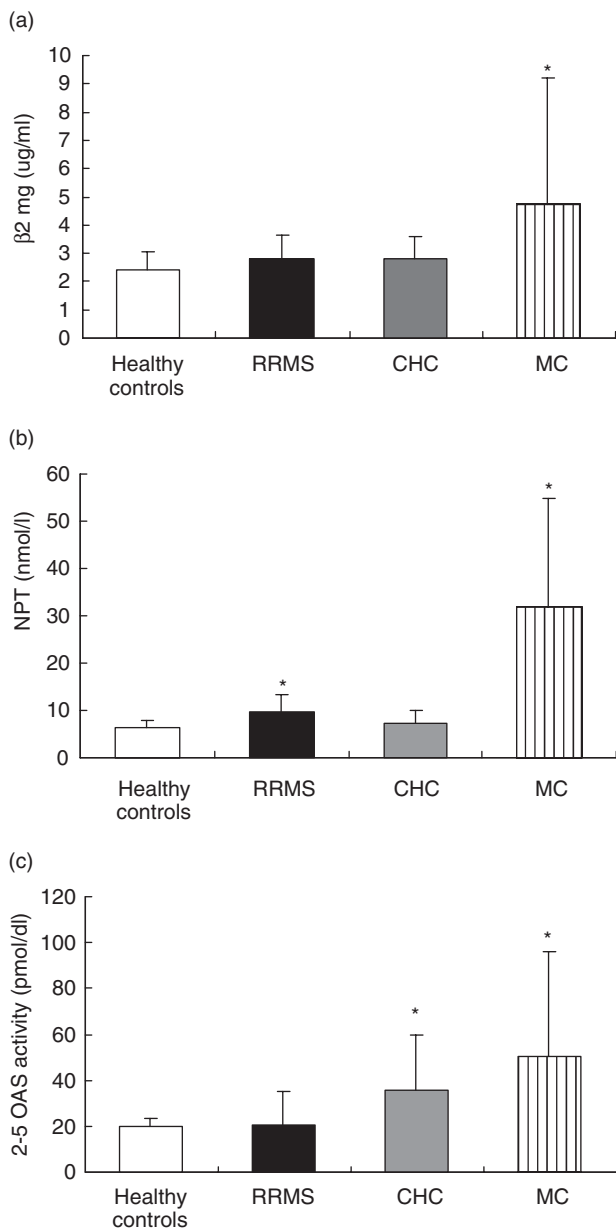 (a)
10
9
8
7
6
5
4
3
2
1
0
β2 mg (ug/ml)
*
Healthy
controls
RRMS
CHC
MC
(b)
60
50
40
30
20
10
0
NPT (nmol/l)
*
*
Healthy
controls
RRMS
CHC
MC
(c)
120
100
80
60
40
20
0
2-5 OAS activity (pmol/dl)
*
*
Healthy
controls
RRMS
CHC
MC